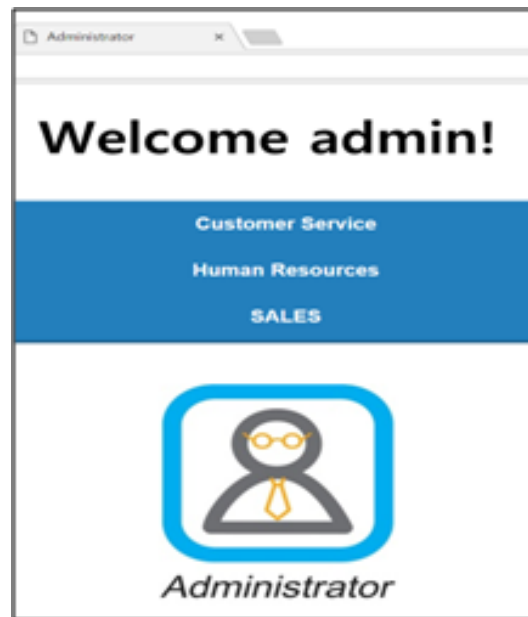 Administrator
Welcome admin!
Customer Service
Human Resources
SALES
Administrator